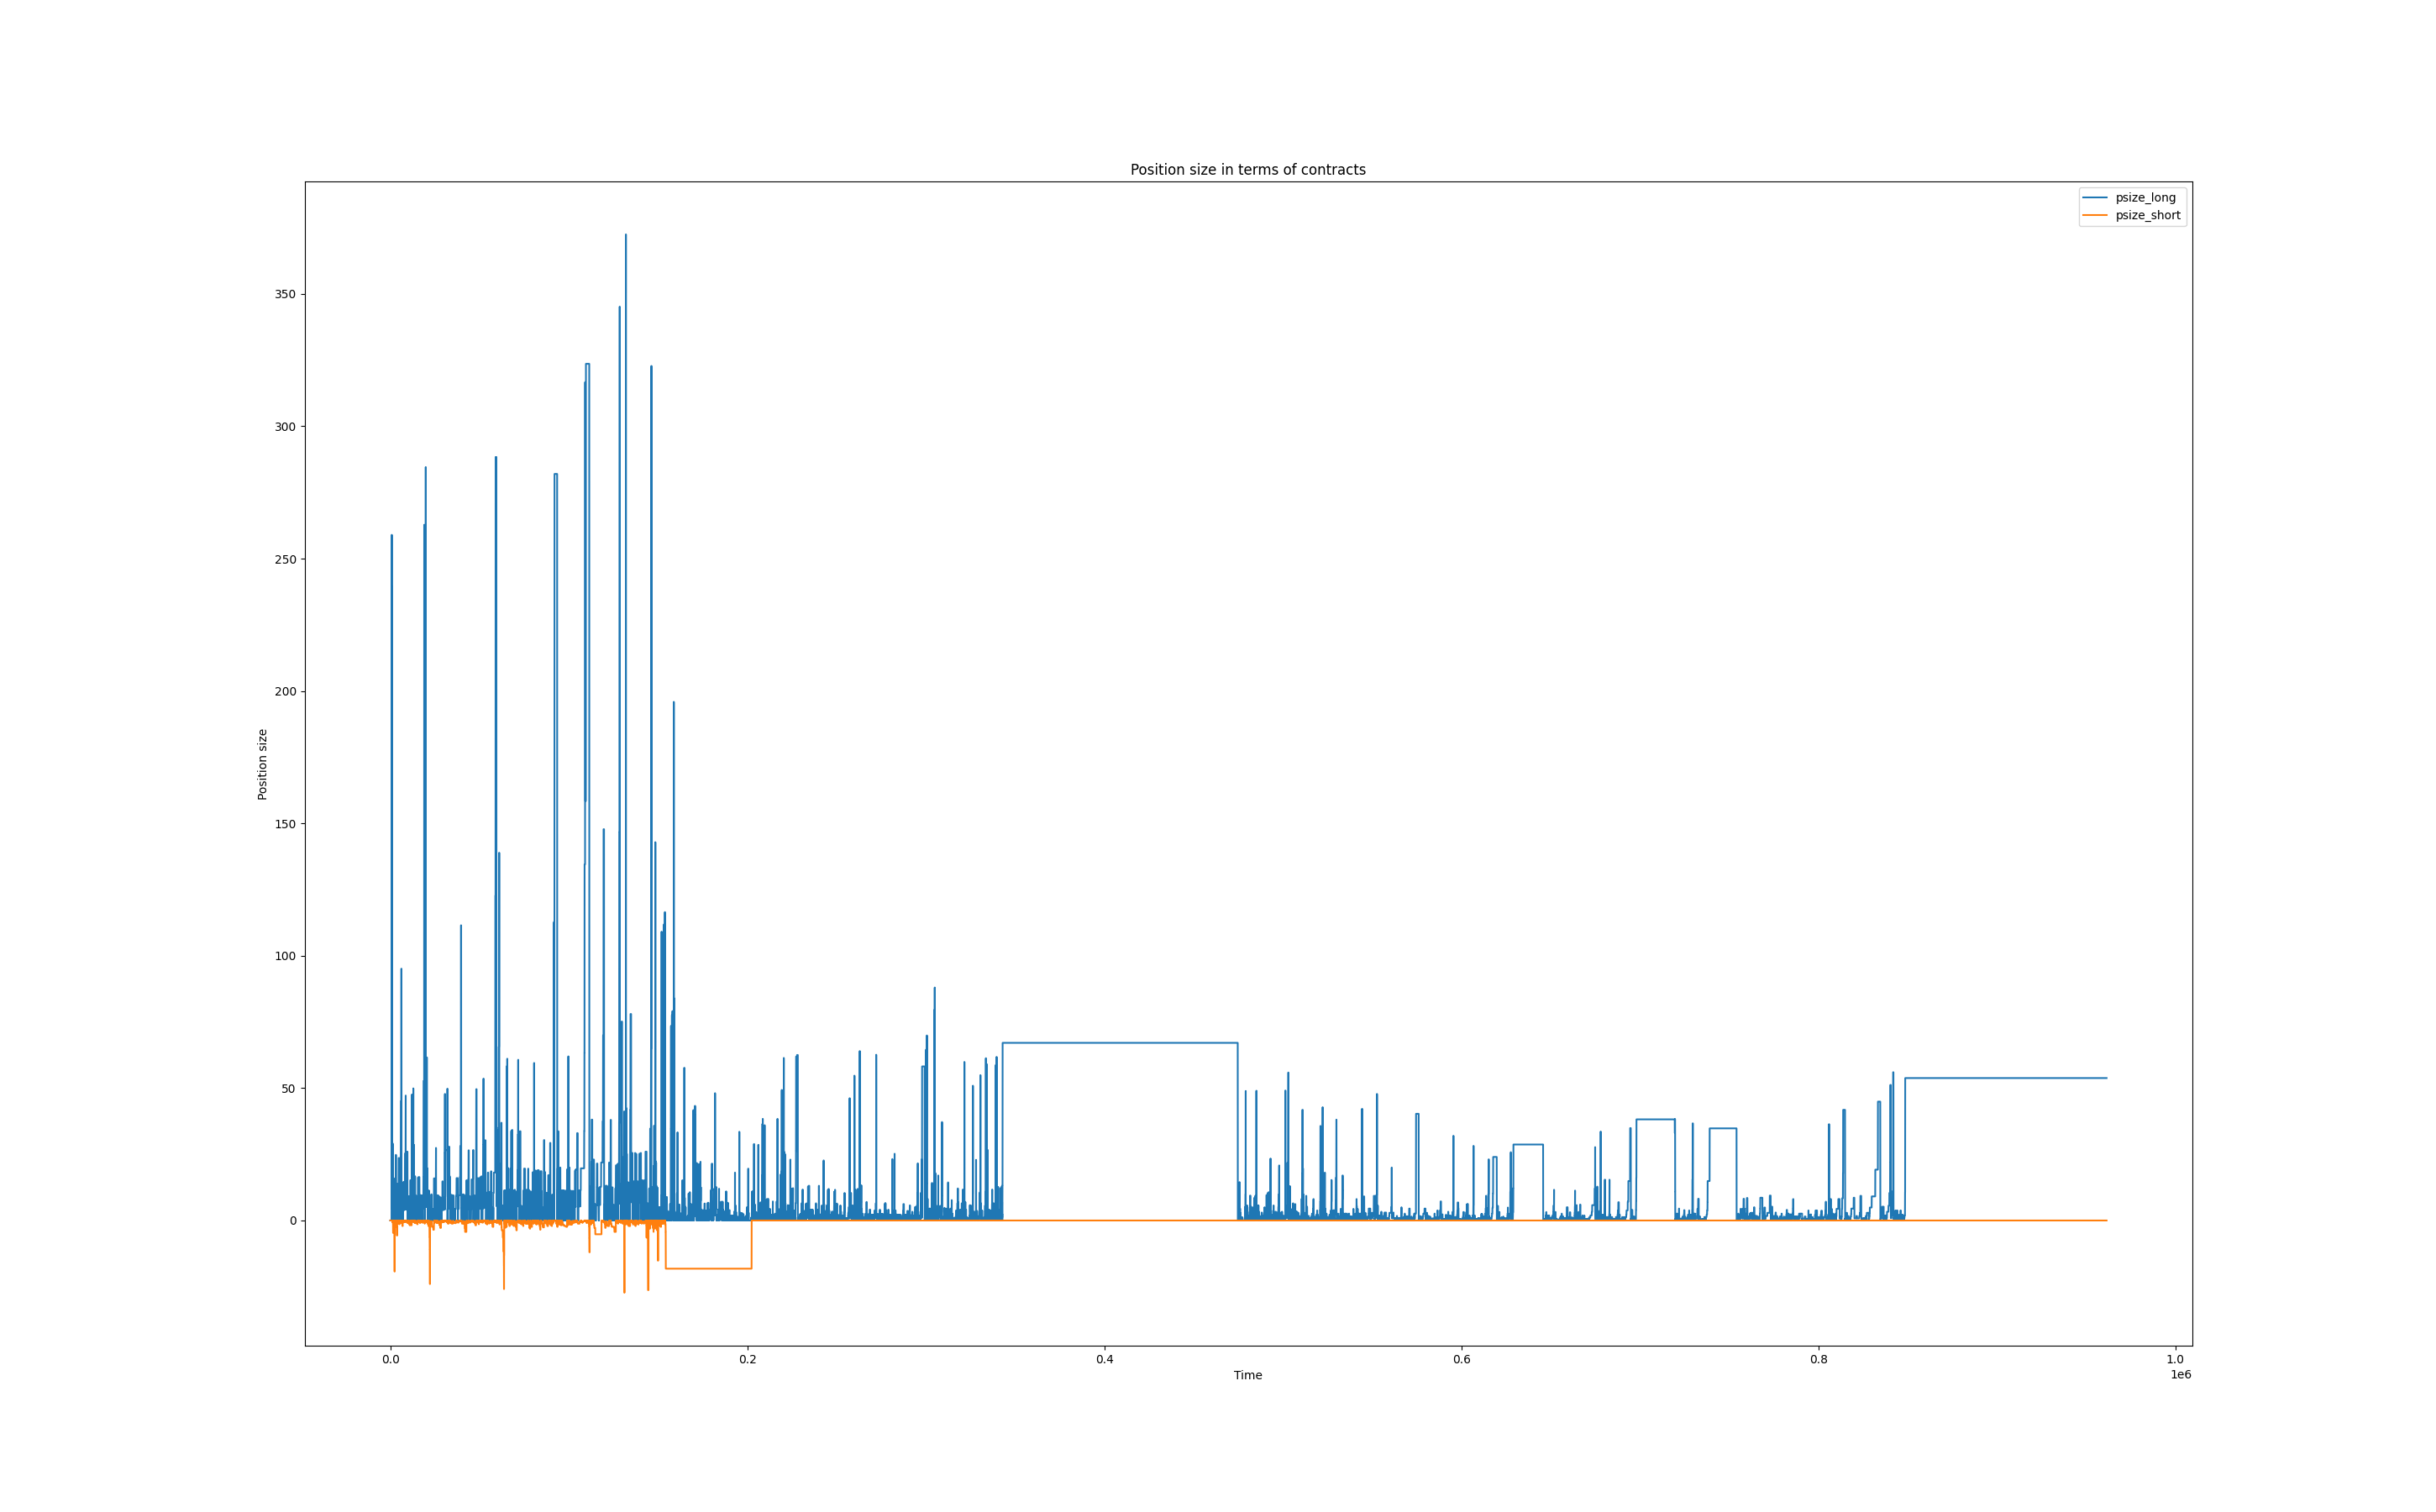 Position size in terms of contracts
psize_long
psize_short
Position size
350
300
250
200
150
100
50
0
0.0 0.2 0.4 0.6 0.8 1.0
1e6
Time